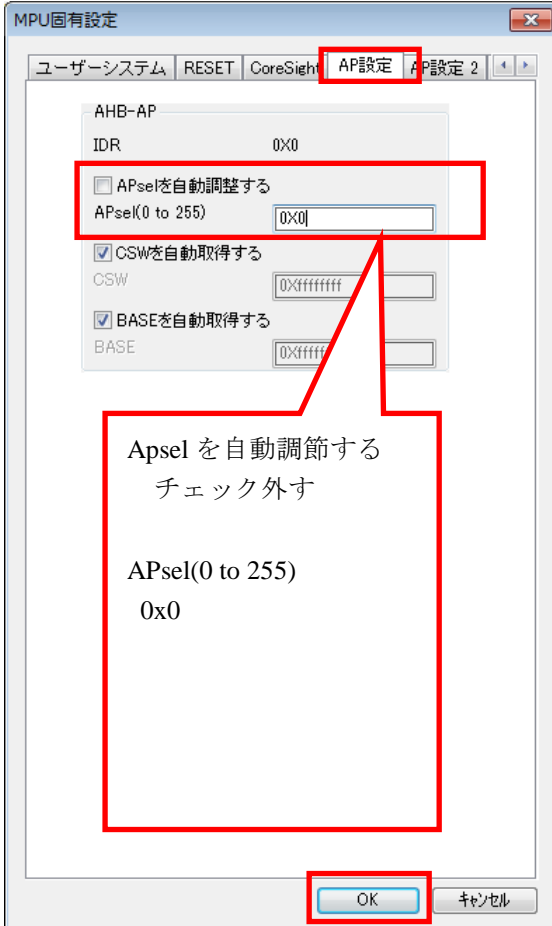 MPU固有設定
ユーザーシステム RESET CoreSight AP設定 AP設定 2
AHB-AP
IDR 0X0
APselを自動調整する
APsel(0 to 255) 0X0
CSWを自動取得する
CSW 0Xffffffff
BASEを自動取得する
BASE 0Xfffff
Apsel を自動調節する
チェック外す
APsel(0 to 255)
0x0
OK キャンセル